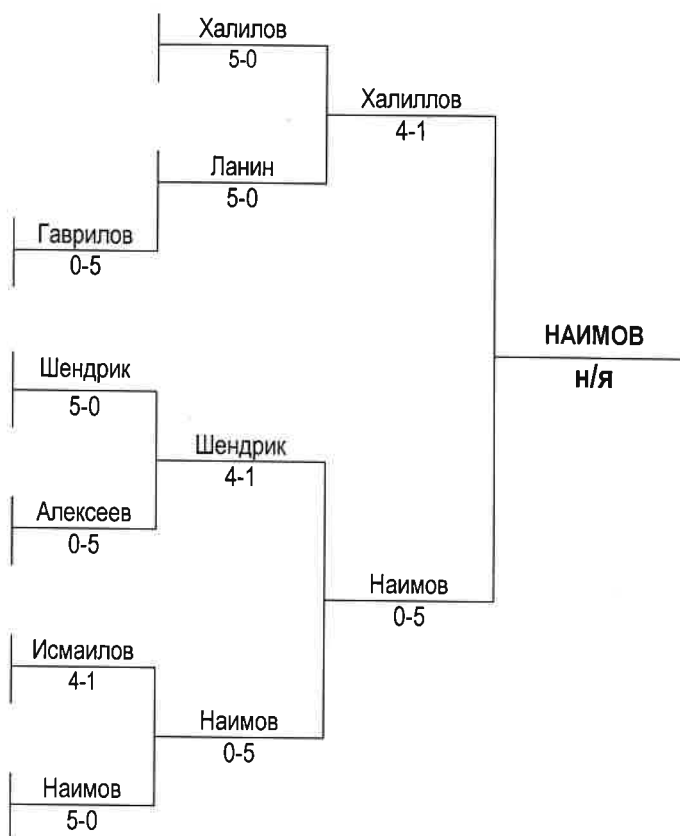 Халилов
5-0
Халиллов
4-1
Ланин
5-0
Гаврилов
0-5
НАИМОВ
н/я
Шендрик
5-0
Шендрик
4-1
Алексеев
0-5
Наимов
0-5
Исмаилов
4-1
Наимов
0-5
Наимов
5-0